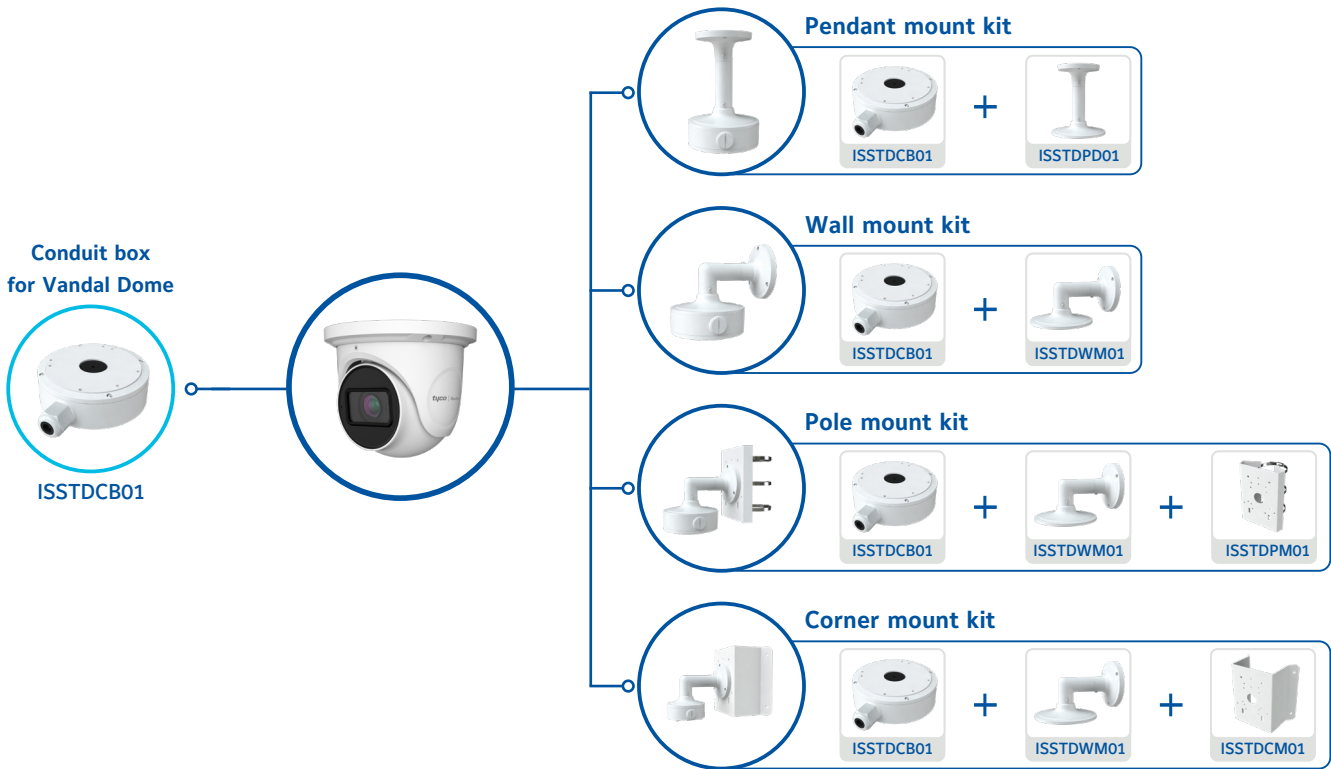 Pendant mount kit
ISSTDCB01
+
ISSTDPD01
Wall mount kit
ISSTDCB01
+
ISSTDWM01
Conduit box
for Vandal Dome
ISSTDCB01
tyco
Pole mount kit
ISSTDCB01
+
ISSTDWM01
+
ISSTDPM01
Corner mount kit
ISSTDCB01
+
ISSTDWM01
+
ISSTDCM01